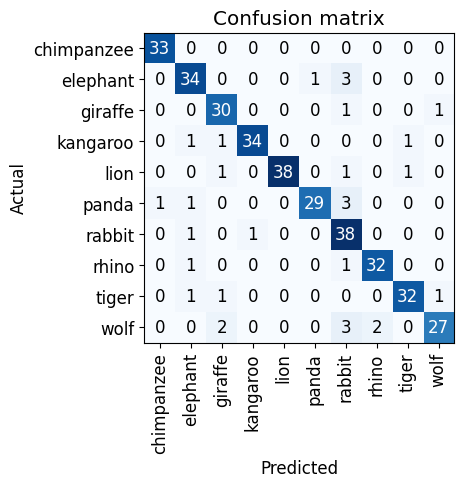 Confusion matrix
Actual
chimpanzee 33 0 0 0 0 0 0 0 0 0
elephant 0 34 0 0 0 1 3 0 0 0
giraffe 0 0 30 0 0 0 1 0 0 1
kangaroo 0 1 1 34 0 0 0 0 1 0
lion 0 0 1 0 38 0 1 0 1 0
panda 1 1 0 0 0 29 3 0 0 0
rabbit 0 1 0 1 0 0 38 0 0 0
rhino 0 1 0 0 0 0 1 32 0 0
tiger 0 1 1 0 0 0 0 0 32 1
wolf 0 0 2 0 0 0 3 2 0 27
chimpanzee elephant giraffe kangaroo lion panda rabbit rhino tiger wolf
Predicted